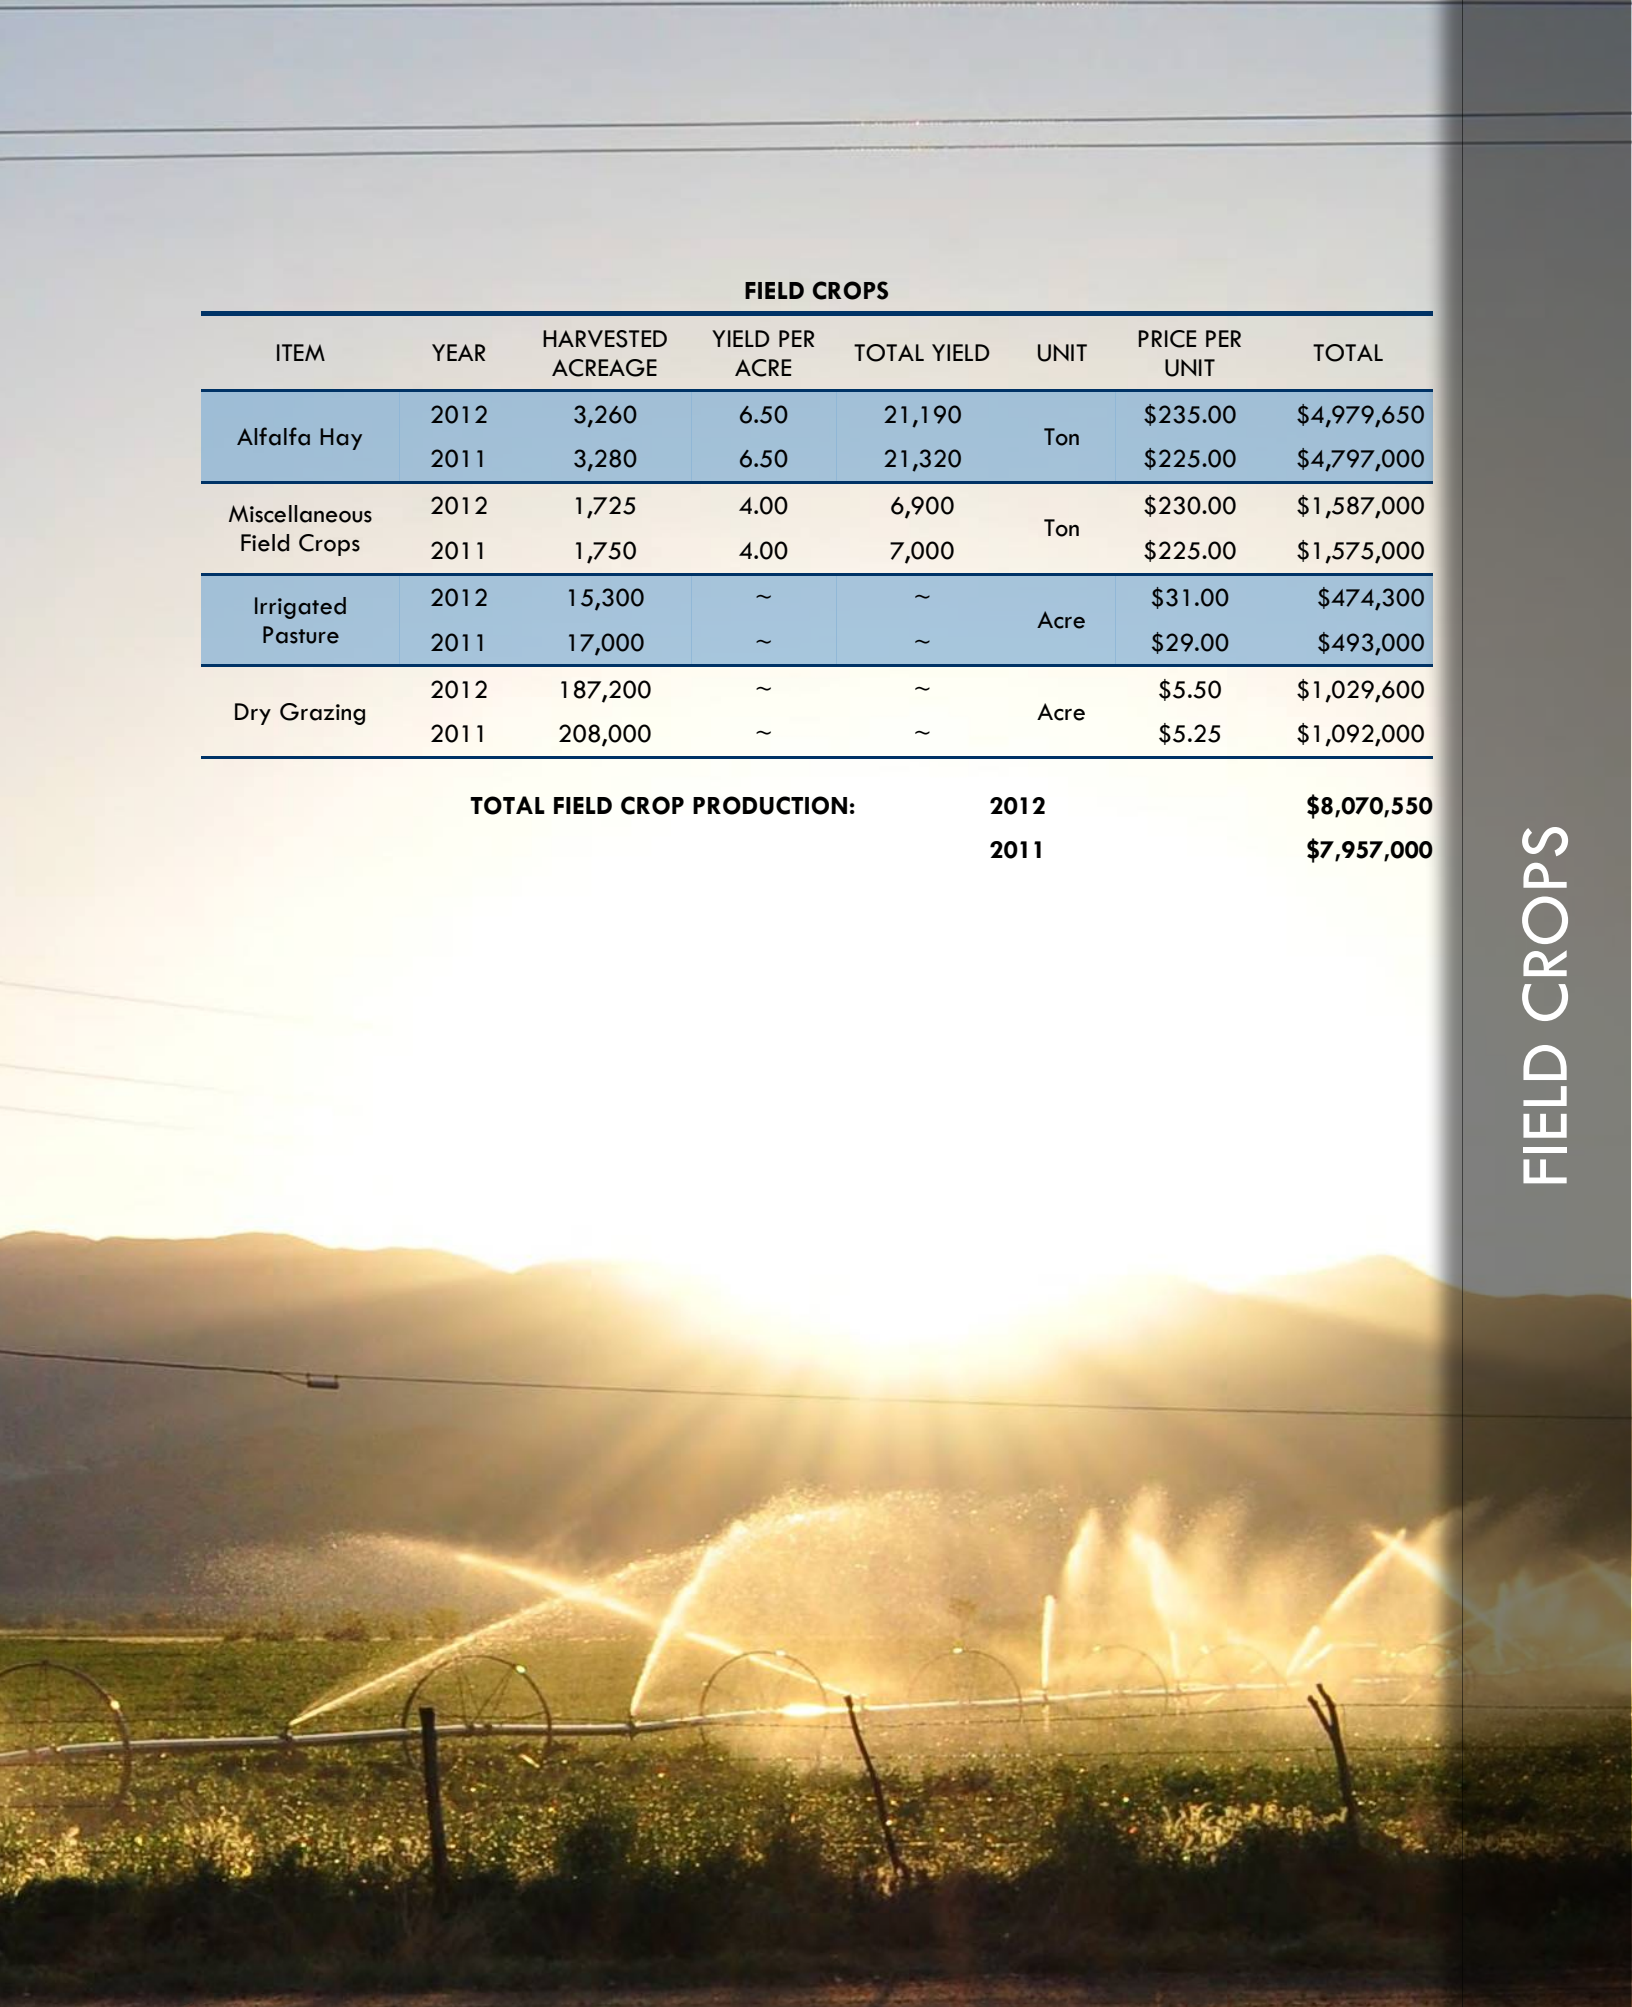 FIELD CROPS
ITEM YEAR HARVESTED ACREAGE YIELD PER ACRE TOTAL YIELD UNIT PRICE PER UNIT TOTAL
Alfalfa Hay 2012 3,260 6.50 21,190 Ton $235.00 $4,979,650
2011 3,280 6.50 21,320 $225.00 $4,797,000
Miscellaneous Field Crops 2012 1,725 4.00 6,900 Ton $230.00 $1,587,000
2011 1,750 4.00 7,000 $225.00 $1,575,000
Irrigated Pasture 2012 15,300 ~ ~ Acre $31.00 $474,300
2011 17,000 ~ ~ $29.00 $493,000
Dry Grazing 2012 187,200 ~ ~ Acre $5.50 $1,029,600
2011 208,000 ~ ~ $5.25 $1,092,000
TOTAL FIELD CROP PRODUCTION: 2012 $8,070,550
2011 $7,957,000
FIELD CROPS